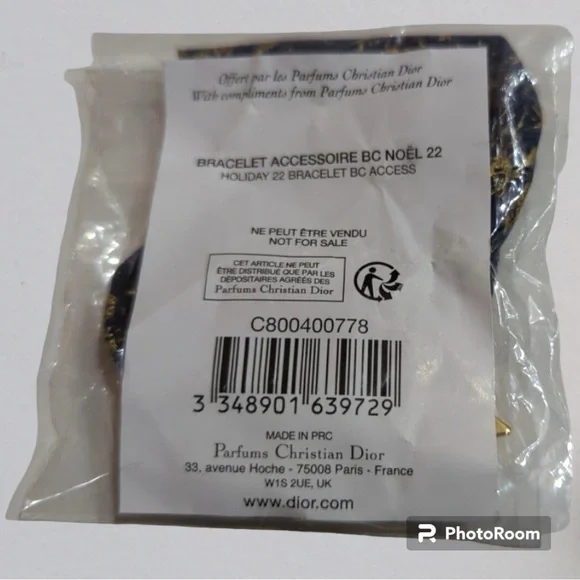 Offert par les Parfums Christian Dior
With compliments from Parfums Christian Dior
BRACELET ACCESSOIRE BC NOËL 22
HOLIDAY 22 BRACELET BC ACCESS
NE PEUT ÊTRE VENDU
NOT FOR SALE
CET ARTICLE NE PEUT
ÊTRE DISTRIBUÉ QUE PAR LES
DÉPOSITAIRES AGRÉÉS DES
Parfums Christian Dior
C800400778
3 348901 639729
MADE IN PRC
Parfums Christian Dior
33, avenue Hoche - 75008 Paris - France
W1S 2UE, UK
www.dior.com
PhotoRoom